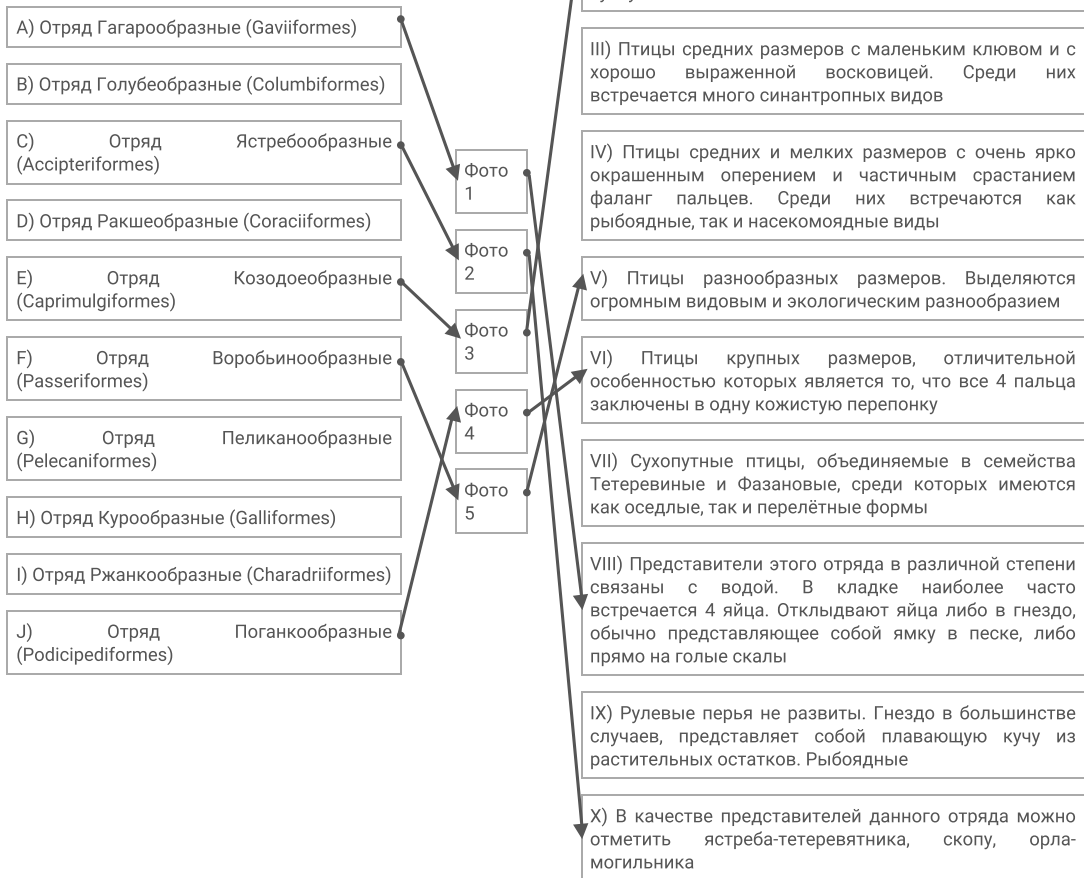 A) Отряд Гагарообразные (Gaviiformes)
B) Отряд Голубеобразные (Columbiformes)
C) Отряд Ястребообразные
(Accipteriformes)
D) Отряд Ракшеобразные (Coraciiformes)
E) Отряд Козодоеобразные
(Caprimulgiformes)
F) Отряд Воробьинообразные
(Passeriformes)
G) Отряд Пеликанообразные
(Pelecaniformes)
H) Отряд Курообразные (Galliformes)
I) Отряд Ржанкообразные (Charadriiformes)
J) Отряд Поганкообразные
(Podicipediformes)
Фото
1
Фото
2
Фото
3
Фото
4
Фото
5
III) Птицы средних размеров с маленьким клювом и с
хорошо выраженной восковицей. Среди них
встречается много синантропных видов
IV) Птицы средних и мелких размеров с очень ярко
окрашенным оперением и частичным срастанием
фаланг пальцев. Среди них встречаются как
рыбоядные, так и насекомоядные виды
V) Птицы разнообразных размеров. Выделяются
огромным видовым и экологическим разнообразием
VI) Птицы крупных размеров, отличительной
особенностью которых является то, что все 4 пальца
заключены в одну кожистую перепонку
VII) Сухопутные птицы, объединяемые в семейства
Тетеревиные и Фазановые, среди которых имеются
как оседлые, так и перелётные формы
VIII) Представители этого отряда в различной степени
связаны с водой. В кладке наиболее часто
встречается 4 яйца. Отклыдвают яйца либо в гнездо,
обычно представляющее собой ямку в песке, либо
прямо на голые скалы
IX) Рулевые перья не развиты. Гнездо в большинстве
случаев, представляет собой плавающую кучу из
растительных остатков. Рыбоядные
X) В качестве представителей данного отряда можно
отметить ястреба-тетеревятника, скопу, орла-
могильника